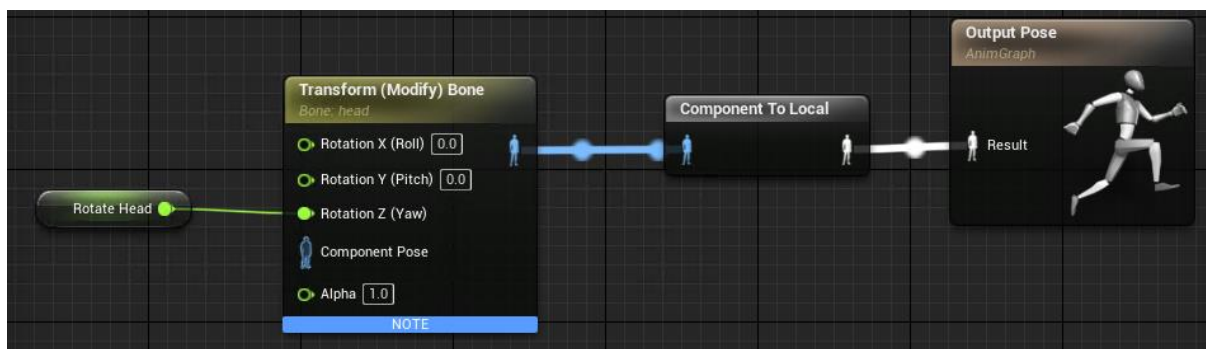 Rotate Head
Transform (Modify) Bone
Bone: head
Rotation X (Roll) 0.0
Rotation Y (Pitch) 0.0
Rotation Z (Yaw)
Component Pose
Alpha 1.0
NOTE
Component To Local
Output Pose
AnimGraph
Result